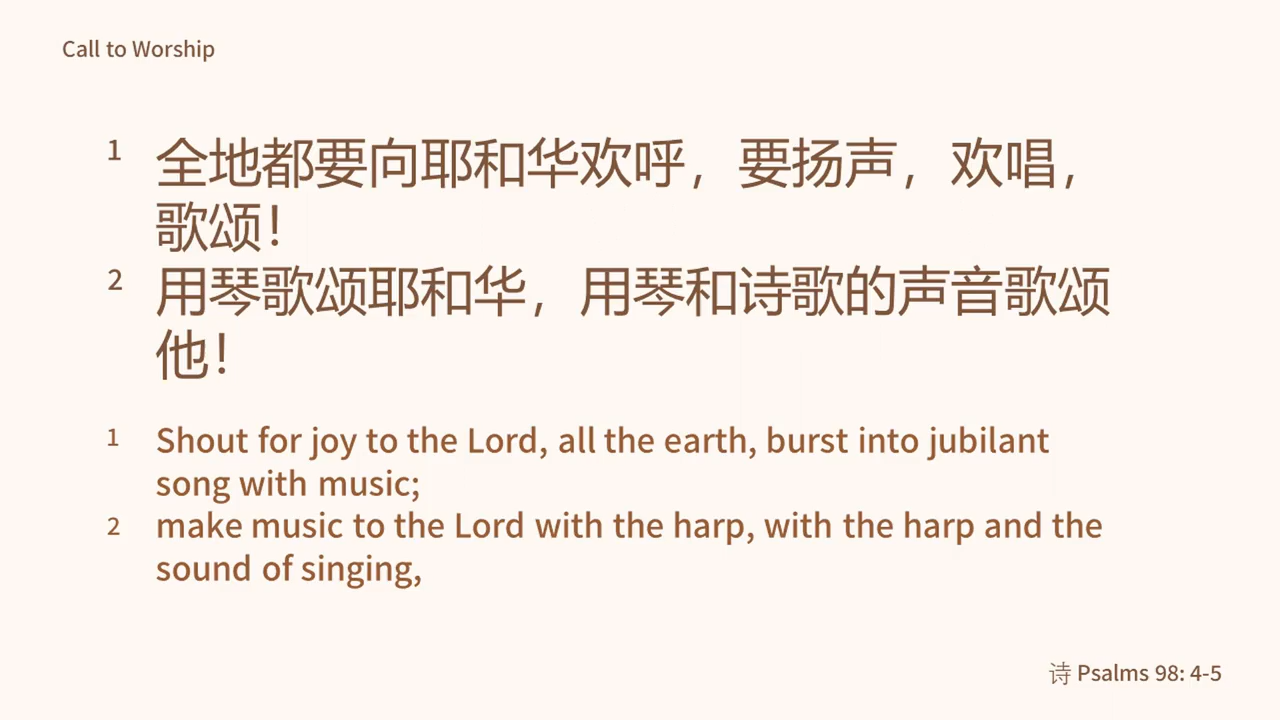 Call to Worship
1 全地都要向耶和华欢呼，要扬声，欢唱，
歌颂！
2 用琴歌颂耶和华，用琴和诗歌的声音歌颂
他！
1 Shout for joy to the Lord, all the earth, burst into jubilant
song with music;
2 make music to the Lord with the harp, with the harp and the
sound of singing,
诗 Psalms 98: 4-5